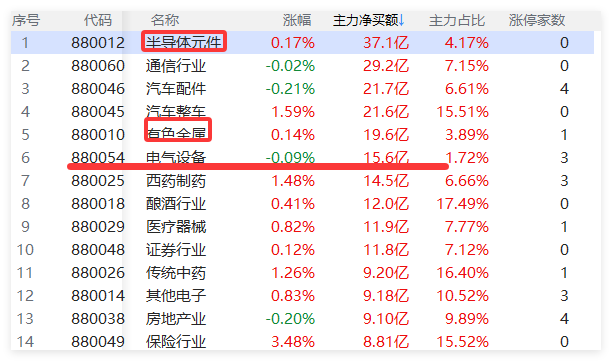 序号 代码 名称 涨幅 主力净买额↓ 主力占比 涨停家数
1 880012 半导体元件 0.17% 37.1亿 4.17% 0
2 880060 通信行业 -0.02% 29.2亿 7.15% 0
3 880046 汽车配件 -0.21% 21.7亿 6.61% 4
4 880045 汽车整车 1.59% 21.6亿 15.51% 0
5 880010 有色金属 0.14% 19.6亿 3.89% 1
6 880054 电气设备 -0.09% 15.6亿 1.72% 3
7 880025 西药制药 1.48% 14.5亿 6.66% 3
8 880018 酿酒行业 0.41% 12.0亿 17.49% 0
9 880029 医疗器械 0.82% 11.9亿 7.77% 1
10 880048 证券行业 0.12% 11.8亿 7.12% 0
11 880026 传统中药 1.26% 9.20亿 16.40% 1
12 880014 其他电子 0.83% 9.18亿 10.52% 3
13 880038 房地产业 -0.20% 9.10亿 9.89% 4
14 880049 保险行业 3.48% 8.81亿 15.52% 0